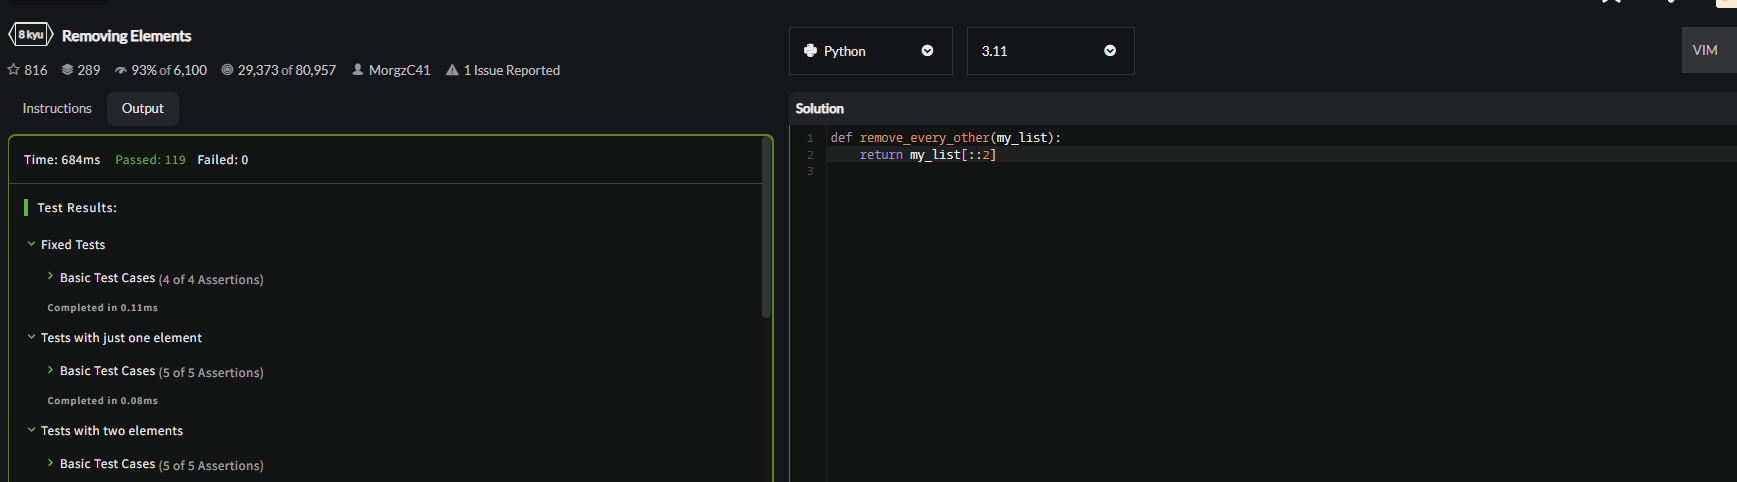 8 kyu Removing Elements
816 289 93% of 6,100 29,373 of 80,957 MorgzC41 1 Issue Reported
Instructions Output
Time: 684ms Passed: 119 Failed: 0
Test Results:
Fixed Tests
Basic Test Cases (4 of 4 Assertions)
Completed in 0.11ms
Tests with just one element
Basic Test Cases (5 of 5 Assertions)
Completed in 0.08ms
Tests with two elements
Basic Test Cases (5 of 5 Assertions)
Python 3.11 VIM
Solution
1 def remove_every_other(my_list):
2 return my_list[::2]
3